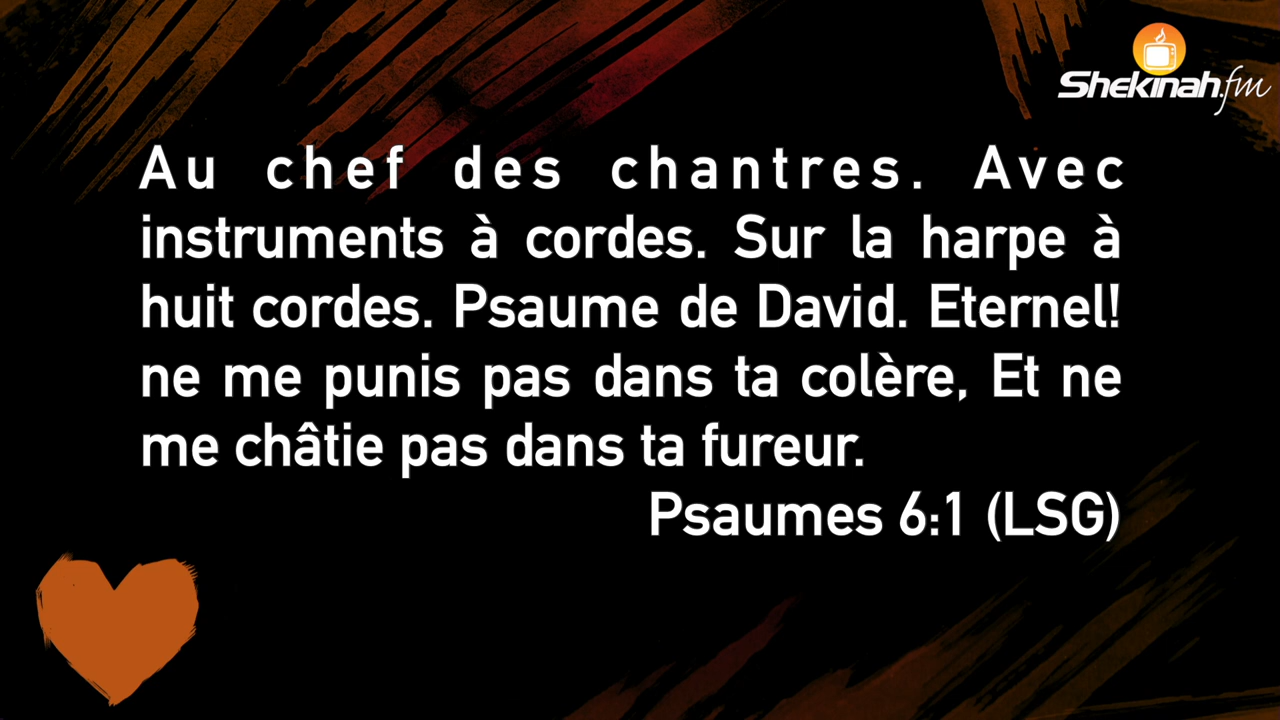 Shekinah.fm
Au chef des chantres. Avec
instruments à cordes. Sur la harpe à
huit cordes. Psaume de David. Eternel!
ne me punis pas dans ta colère, Et ne
me châtie pas dans ta fureur.
Psaumes 6:1 (LSG)